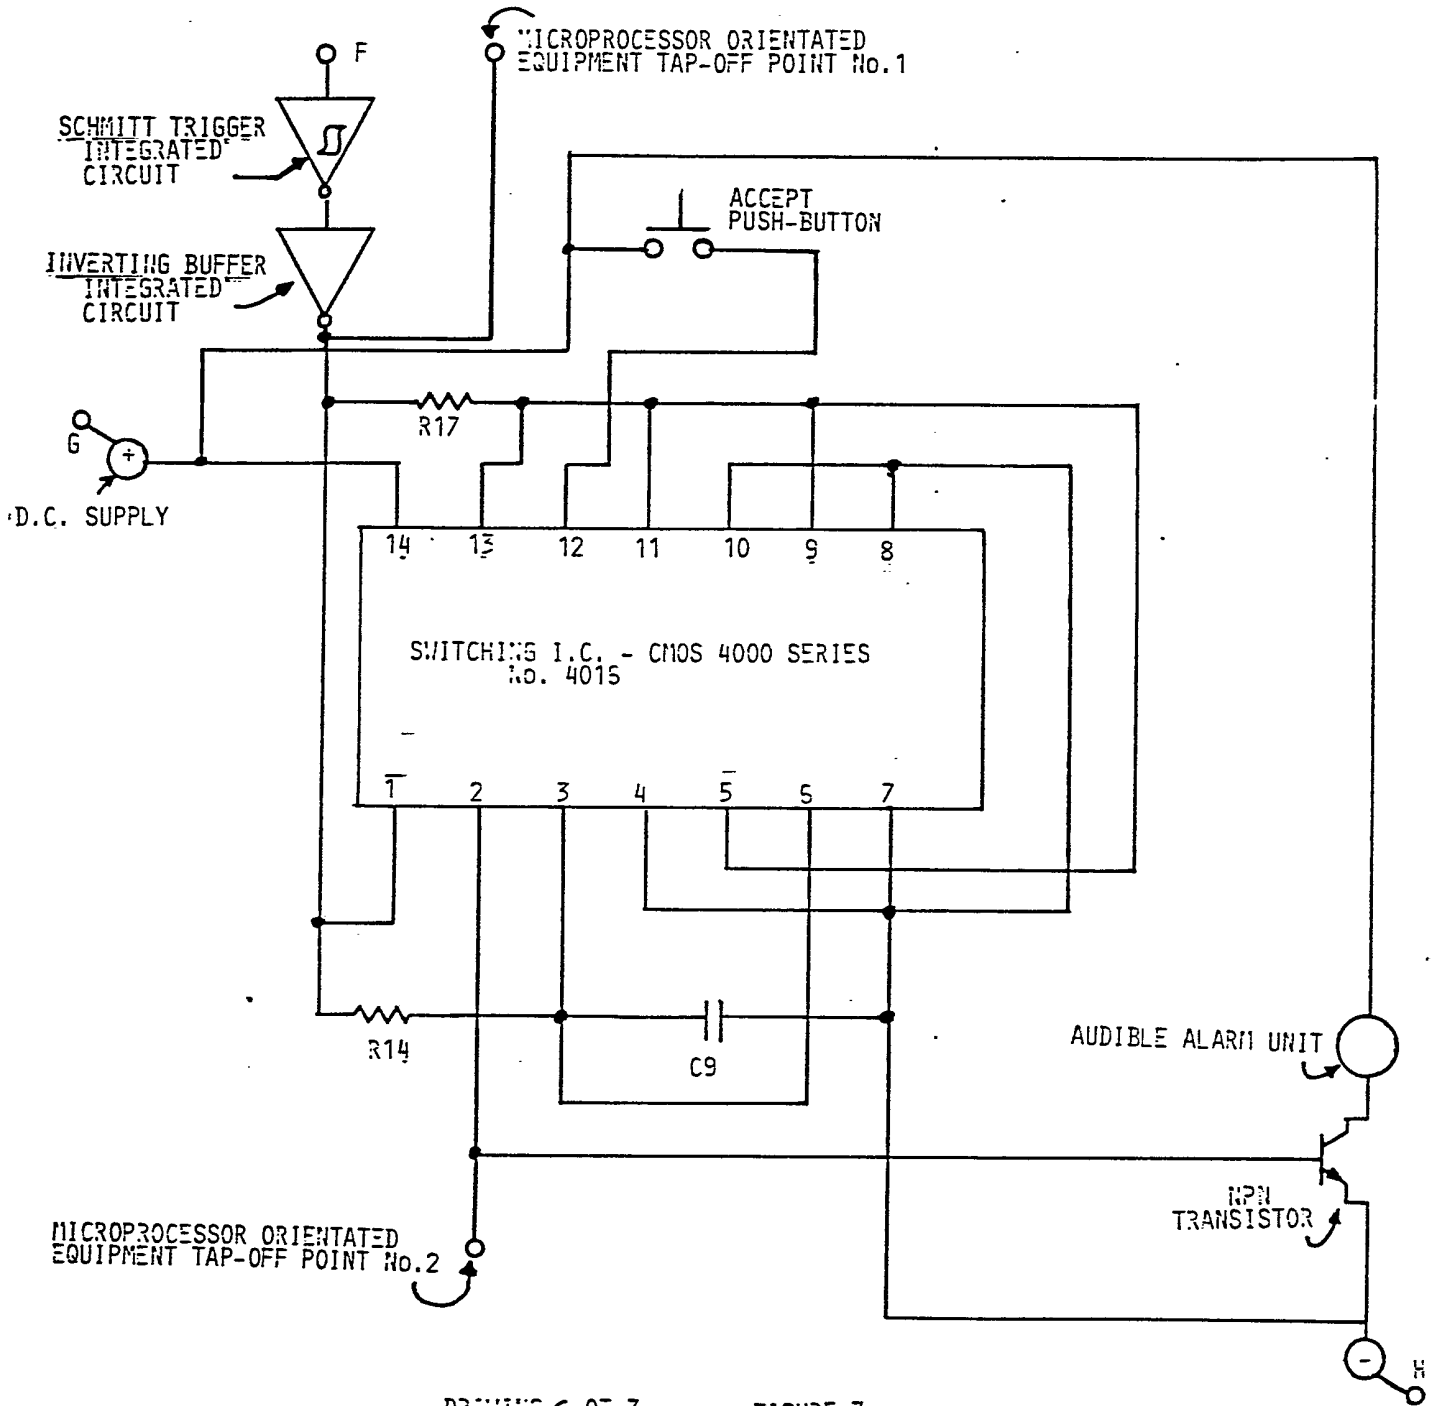 F
MICROPROCESSOR ORIENTATED
EQUIPMENT TAP-OFF POINT No.1
SCHMITT TRIGGER
INTEGRATED
CIRCUIT
ACCEPT
PUSH-BUTTON
INVERTING BUFFER
INTEGRATED
CIRCUIT
R17
G
+
D.C. SUPPLY
14 13 12 11 10 9 8
SWITCHING I.C. - CMOS 4000 SERIES
No. 4016
1 2 3 4 5 6 7
R14
C9
AUDIBLE ALARM UNIT
NPN
TRANSISTOR
MICROPROCESSOR ORIENTATED
EQUIPMENT TAP-OFF POINT No.2
-
H